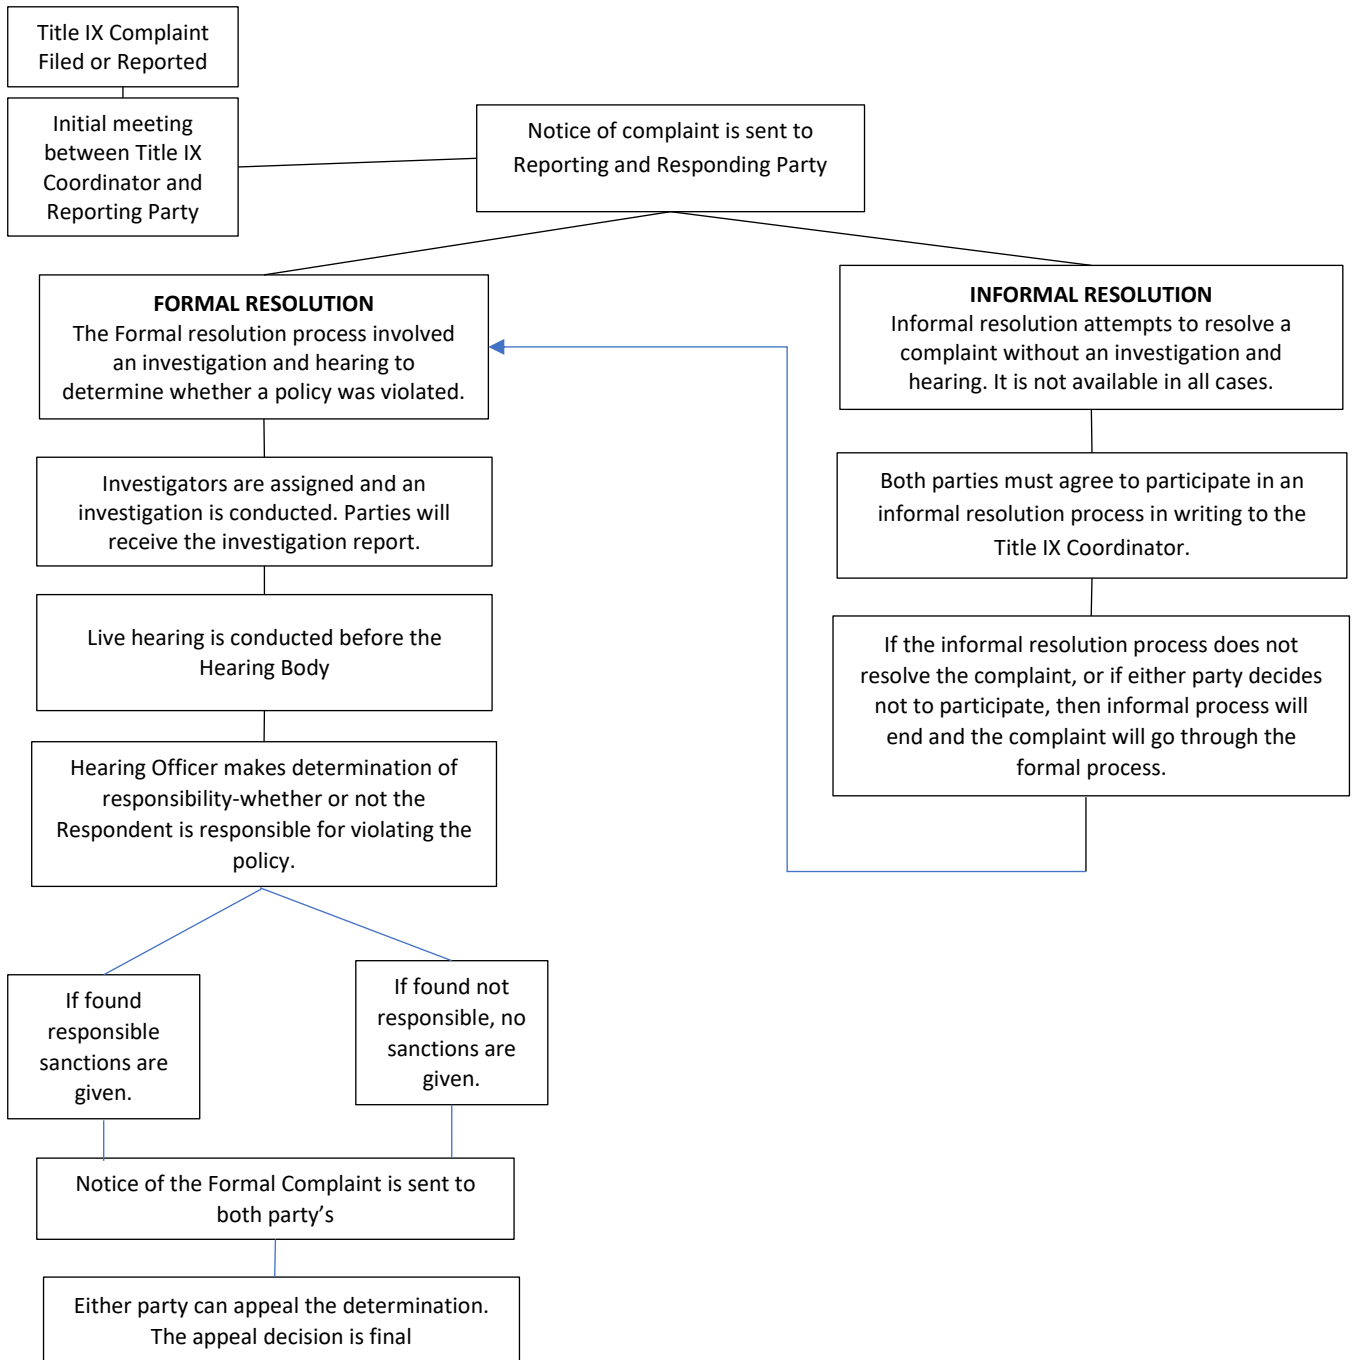 Title IX Complaint
Filed or Reported
Initial meeting
between Title IX
Coordinator and
Reporting Party
Notice of complaint is sent to
Reporting and Responding Party
FORMAL RESOLUTION
The Formal resolution process involved
an investigation and hearing to
determine whether a policy was violated.
Investigators are assigned and an
investigation is conducted. Parties will
receive the investigation report.
Live hearing is conducted before the
Hearing Body
Hearing Officer makes determination of
responsibility-whether or not the
Respondent is responsible for violating the
policy.
If found
responsible
sanctions are
given.
If found not
responsible, no
sanctions are
given.
Notice of the Formal Complaint is sent to
both party’s
Either party can appeal the determination.
The appeal decision is final
INFORMAL RESOLUTION
Informal resolution attempts to resolve a
complaint without an investigation and
hearing. It is not available in all cases.
Both parties must agree to participate in an
informal resolution process in writing to the
Title IX Coordinator.
If the informal resolution process does not
resolve the complaint, or if either party decides
not to participate, then informal process will
end and the complaint will go through the
formal process.